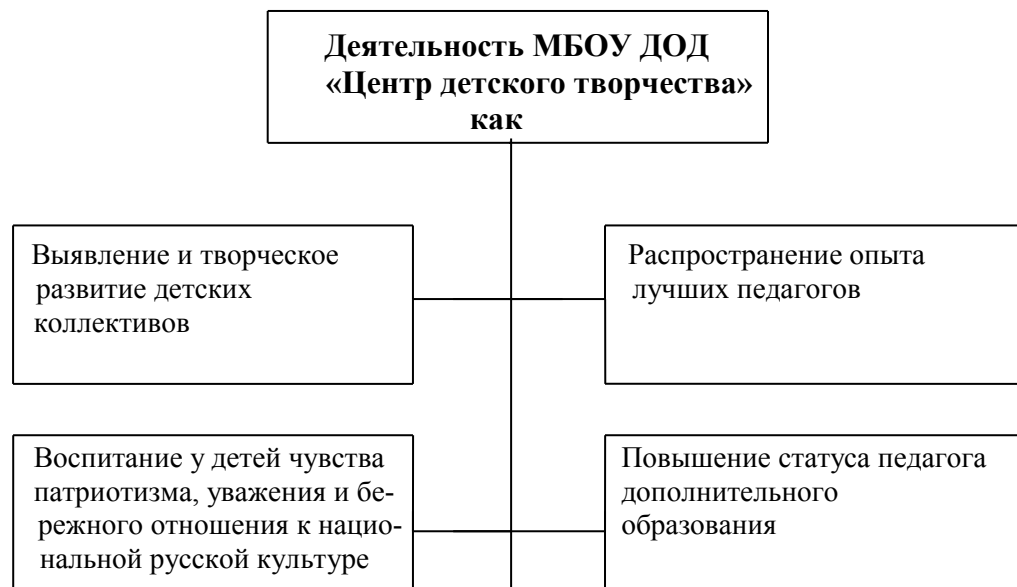 Деятельность МБОУ ДОД
«Центр детского творчества»
как
Выявление и творческое
развитие детских
коллективов
Распространение опыта
лучших педагогов
Воспитание у детей чувства
патриотизма, уважения и бе-
режного отношения к нацио-
нальной русской культуре
Повышение статуса педагога
дополнительного
образования